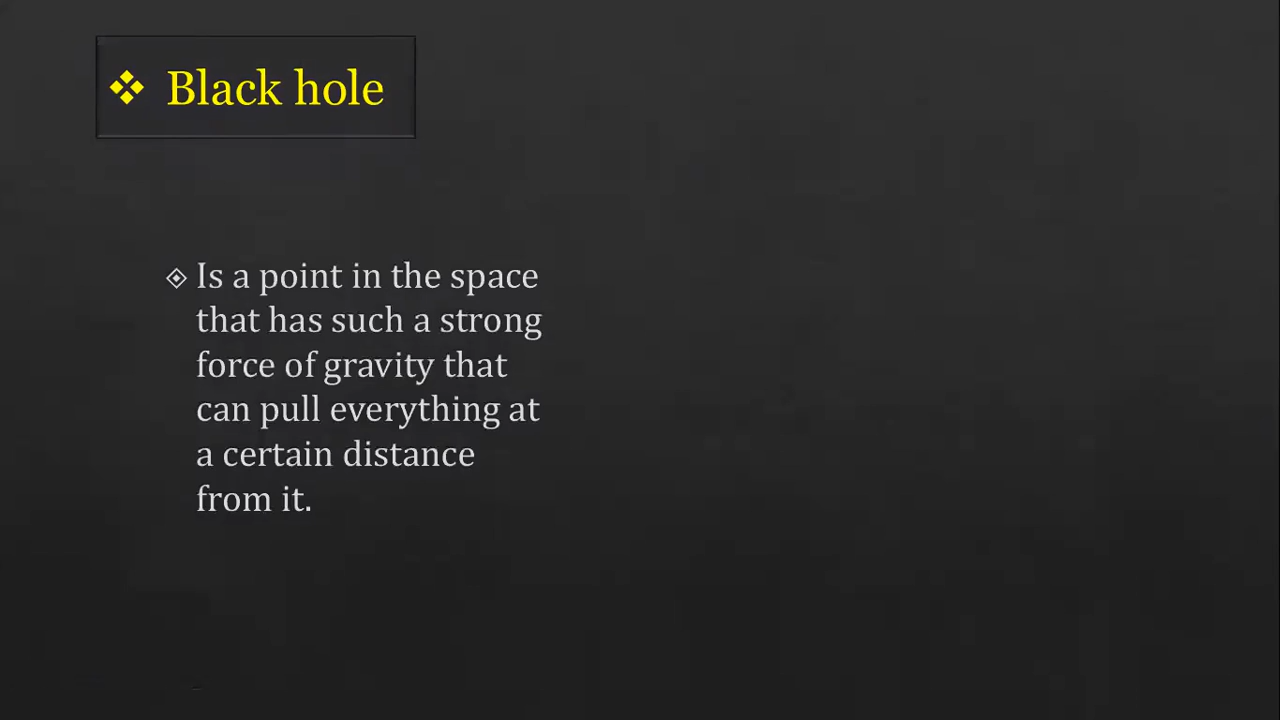 Black hole
Is a point in the space
that has such a strong
force of gravity that
can pull everything at
a certain distance
from it.